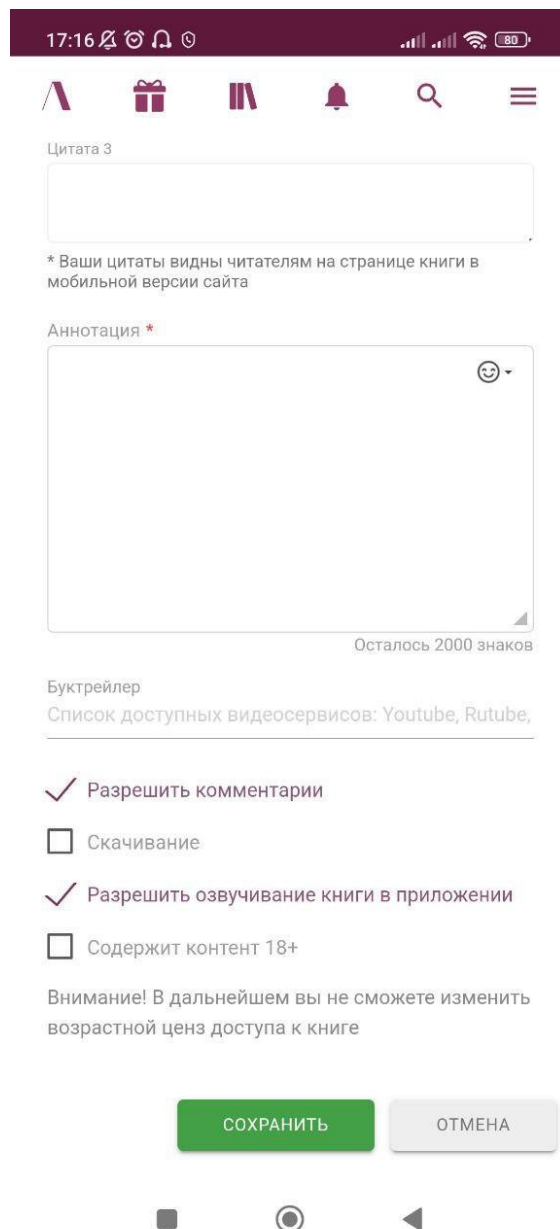 17:16
80
Цитата 3
* Ваши цитаты видны читателям на странице книги в
мобильной версии сайта
Аннотация *
Осталось 2000 знаков
Буктрейлер
Список доступных видеосервисов: Youtube, Rutube,
Разрешить комментарии
Скачивание
Разрешить озвучивание книги в приложении
Содержит контент 18+
Внимание! В дальнейшем вы не сможете изменить
возрастной ценз доступа к книге
СОХРАНИТЬ
ОТМЕНА